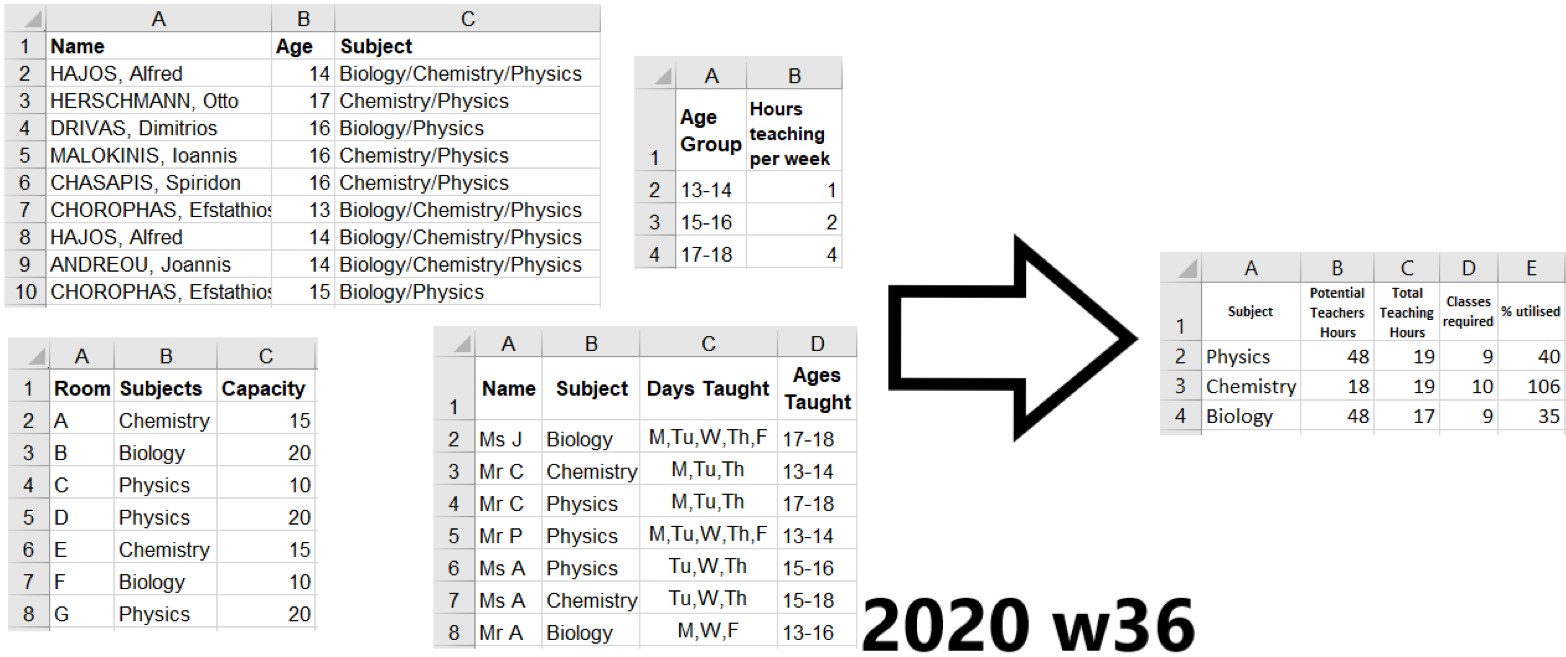 A B C
1 Name Age Subject
2 HAJOS, Alfred 14 Biology/Chemistry/Physics
3 HERSCHMANN, Otto 17 Chemistry/Physics
4 DRIVAS, Dimitrios 16 Biology/Physics
5 MALOKINIS, Ioannis 16 Chemistry/Physics
6 CHASAPIS, Spiridon 16 Chemistry/Physics
7 CHOROPHAS, Efstathios 13 Biology/Chemistry/Physics
8 HAJOS, Alfred 14 Biology/Chemistry/Physics
9 ANDREOU, Joannis 14 Biology/Chemistry/Physics
10 CHOROPHAS, Efstathios 15 Biology/Physics
A B
Hours
Age teaching
Group per week
1
2 13-14 1
3 15-16 2
4 17-18 4
A B C
1 Room Subjects Capacity
2 A Chemistry 15
3 B Biology 20
4 C Physics 10
5 D Physics 20
6 E Chemistry 15
7 F Biology 10
8 G Physics 20
A B C D
Name Subject Days Taught Ages
1 Taught
2 Ms J Biology M,Tu,W,Th,F 17-18
3 Mr C Chemistry M,Tu,Th 13-14
4 Mr C Physics M,Tu,Th 17-18
5 Mr P Physics M,Tu,W,Th,F 13-14
6 Ms A Physics Tu,W,Th 15-16
7 Ms A Chemistry Tu,W,Th 15-18
8 Mr A Biology M,W,F 13-16
A B C D E
Potential Total
Subject Teachers Teaching Classes % utilised
1 Hours Hours required
2 Physics 48 19 9 40
3 Chemistry 18 19 10 106
4 Biology 48 17 9 35
2020 w36